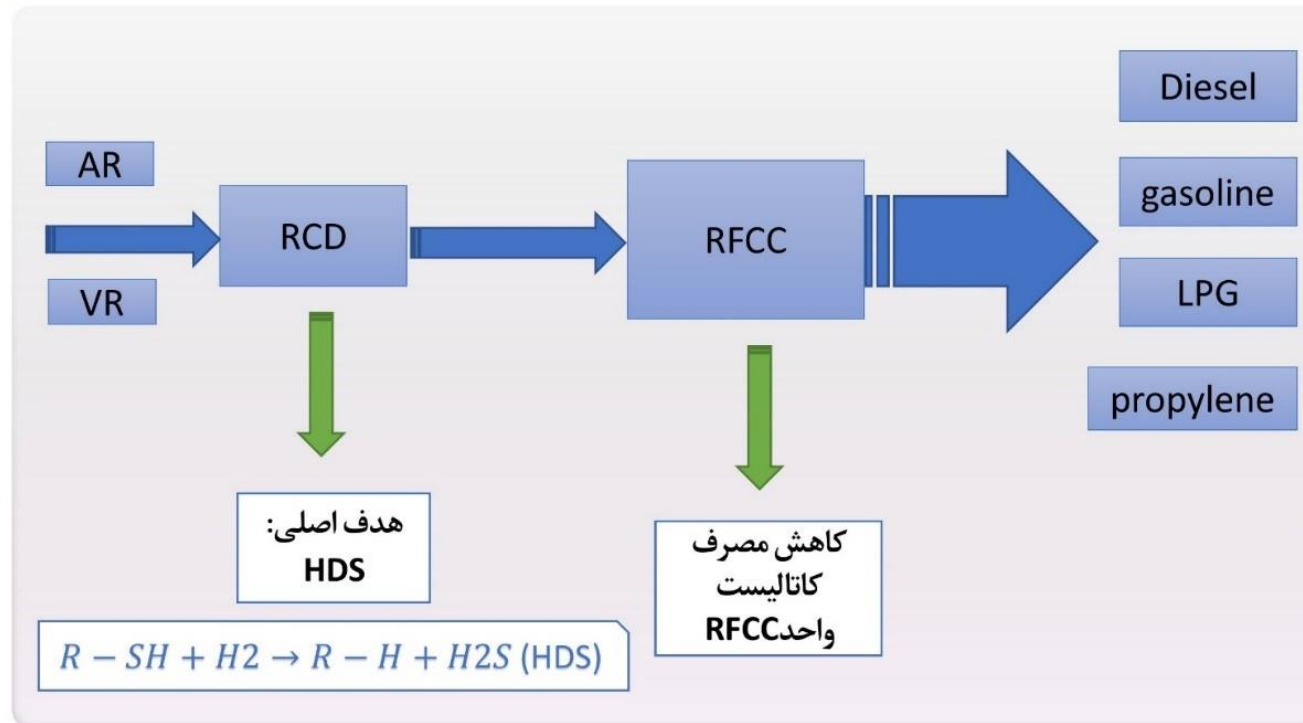 AR
VR
RCD
RFCC
Diesel
gasoline
LPG
propylene
هدف اصلی:
HDS
R − SH + H2 → R − H + H2S (HDS)
کاهش مصرف
کاتالیست
واحدRFCC